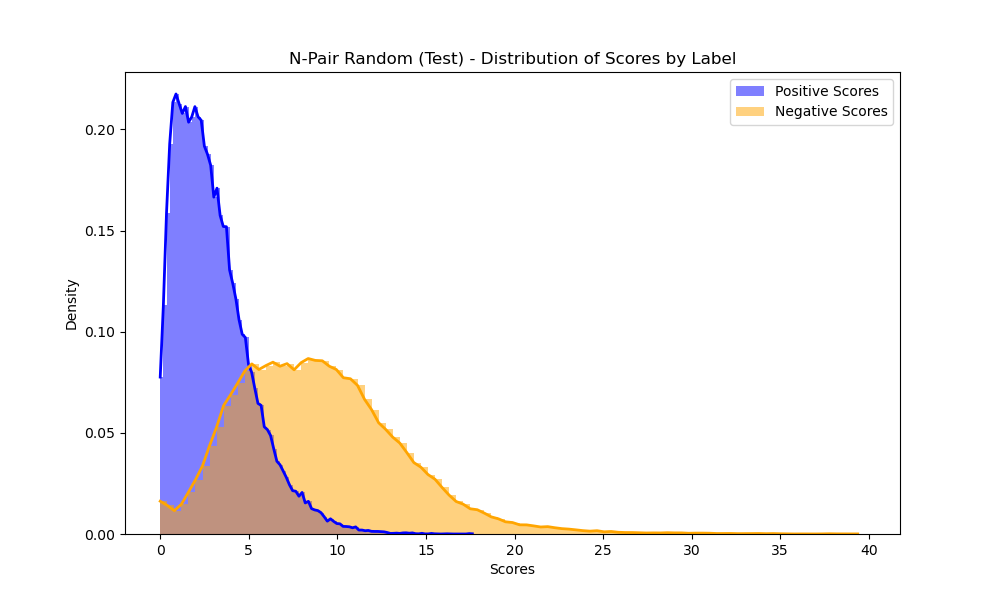 N-Pair Random (Test) - Distribution of Scores by Label
Positive Scores
Negative Scores
Density
0.20
0.15
0.10
0.05
0.00
0 5 10 15 20 25 30 35 40
Scores